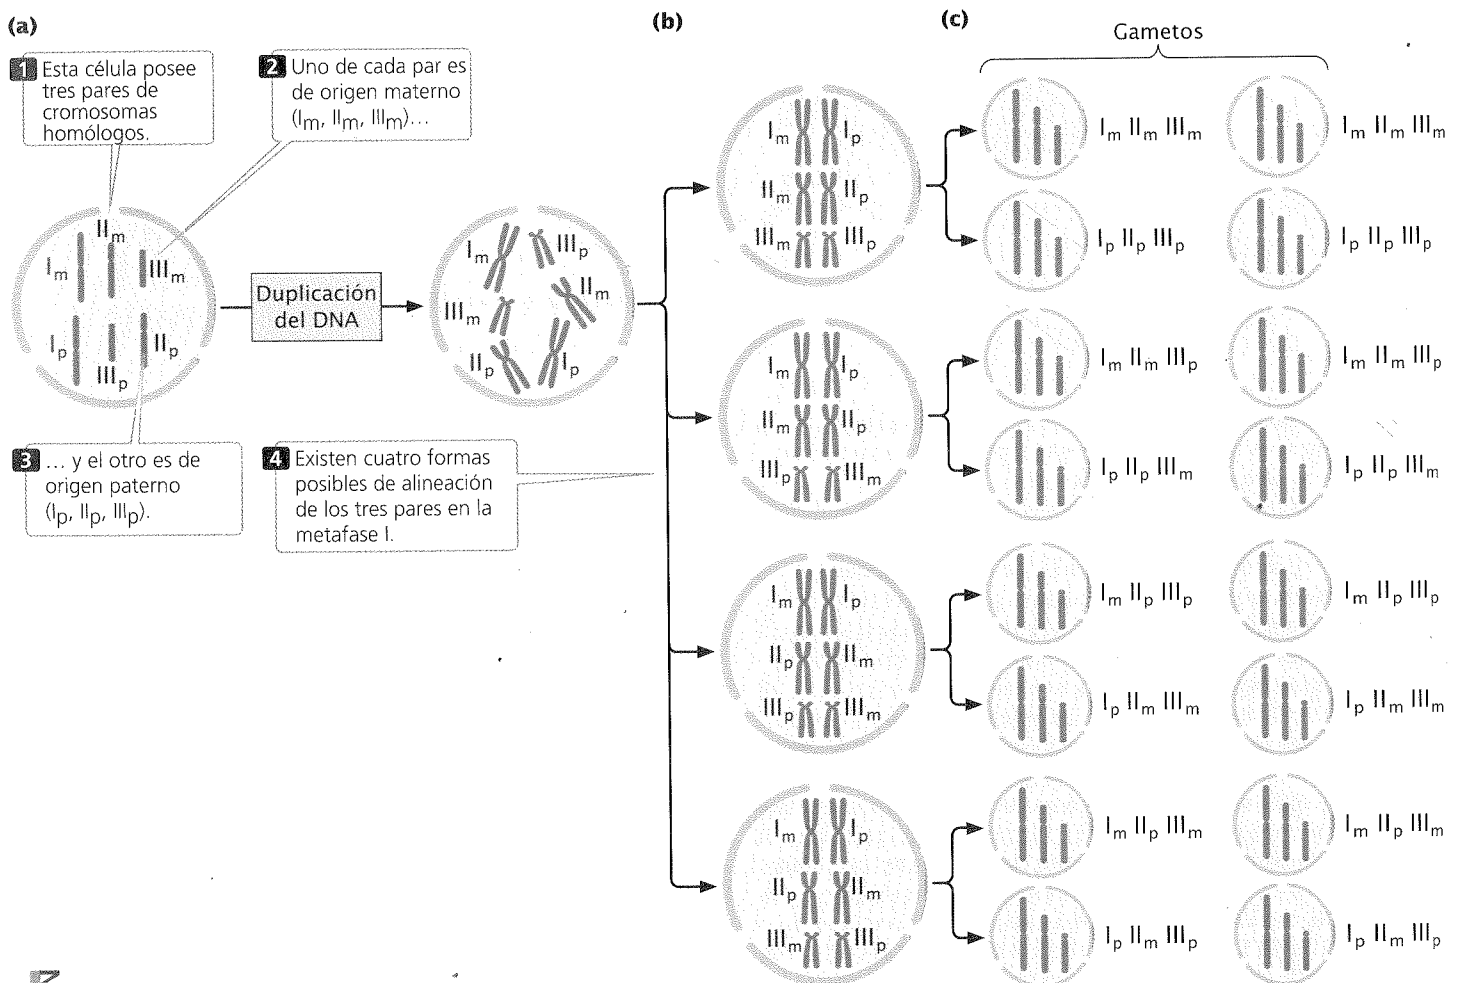 (a)
1 Esta célula posee
tres pares de
cromosomas
homólogos.
2 Uno de cada par es
de origen materno
(Im, IIm, IIIm)…
IIm
Im
IIIm
Ip
IIp
IIIp
Duplicación
del DNA
Im
IIIp
IIm
IIIm
IIp
Ip
3 … y el otro es de
origen paterno
(Ip, IIp, IIIp).
4 Existen cuatro formas
posibles de alineación
de los tres pares en la
metafase I.
(b)
Im Ip
IIm IIp
IIIm IIIp
Im Ip
IIm IIp
IIIp IIIm
Im Ip
IIp IIm
IIIp IIIm
Im Ip
IIp IIm
IIIm IIIp
(c)
Gametos
Im IIm IIIm Im IIm IIIm
Ip IIp IIIp Ip IIp IIIp
Im IIm IIIp Im IIm IIIp
Ip IIp IIIm Ip IIp IIIm
Im IIp IIIp Im IIp IIIp
Ip IIm IIIm Ip IIm IIIm
Im IIp IIIm Im IIp IIIm
Ip IIm IIIp Ip IIm IIIp